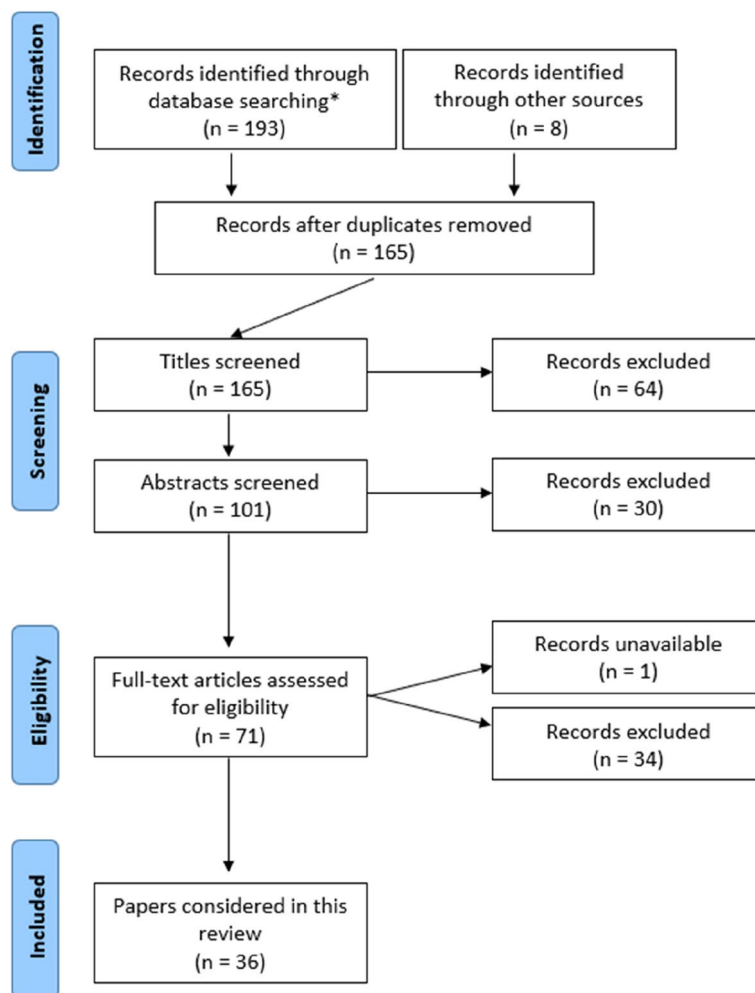 Identification
Records identified through
database searching*
(n = 193)
Records identified
through other sources
(n = 8)
Records after duplicates removed
(n = 165)
Screening
Titles screened
(n = 165)
Records excluded
(n = 64)
Abstracts screened
(n = 101)
Records excluded
(n = 30)
Eligibility
Full-text articles assessed
for eligibility
(n = 71)
Records unavailable
(n = 1)
Records excluded
(n = 34)
Included
Papers considered in this
review
(n = 36)